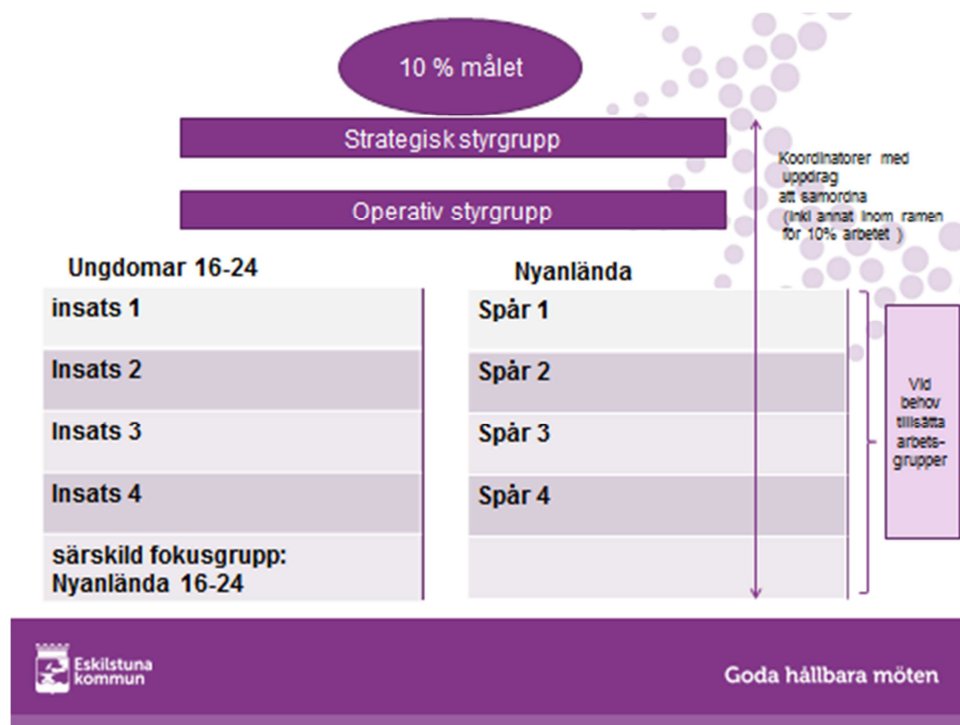 10 % målet
Strategisk styrgrupp
Operativ styrgrupp
Koordinatorer med
uppdrag
att samordna
(inkl annat inom ramen
för 10% arbetet )
Ungdomar 16-24
insats 1
Insats 2
Insats 3
Insats 4
särskild fokusgrupp:
Nyanlända 16-24
Nyanlända
Spår 1
Spår 2
Spår 3
Spår 4
Vid
behov
tillsätta
arbets-
grupper
Eskilstuna
kommun
Goda hållbara möten